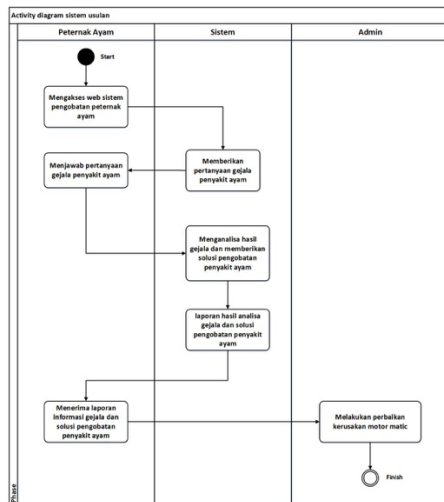 Activity diagram sistem usulan
Peternak Ayam
Sistem
Admin
Start
Mengakses web sistem
pengobatan peternak
ayam
Memberikan
pertanyaan gejala
penyakit ayam
Menjawab pertanyaan
gejala penyakit ayam
Menganalisa hasil
gejala dan memberikan
solusi pengobatan
penyakit ayam
laporan hasil analisa
gejala dan solusi
pengobatan penyakit
ayam
Menerima laporan
informasi gejala dan
solusi pengobatan
penyakit ayam
Melakukan perbaikan
kerusakan motor matic
Finish
Phase